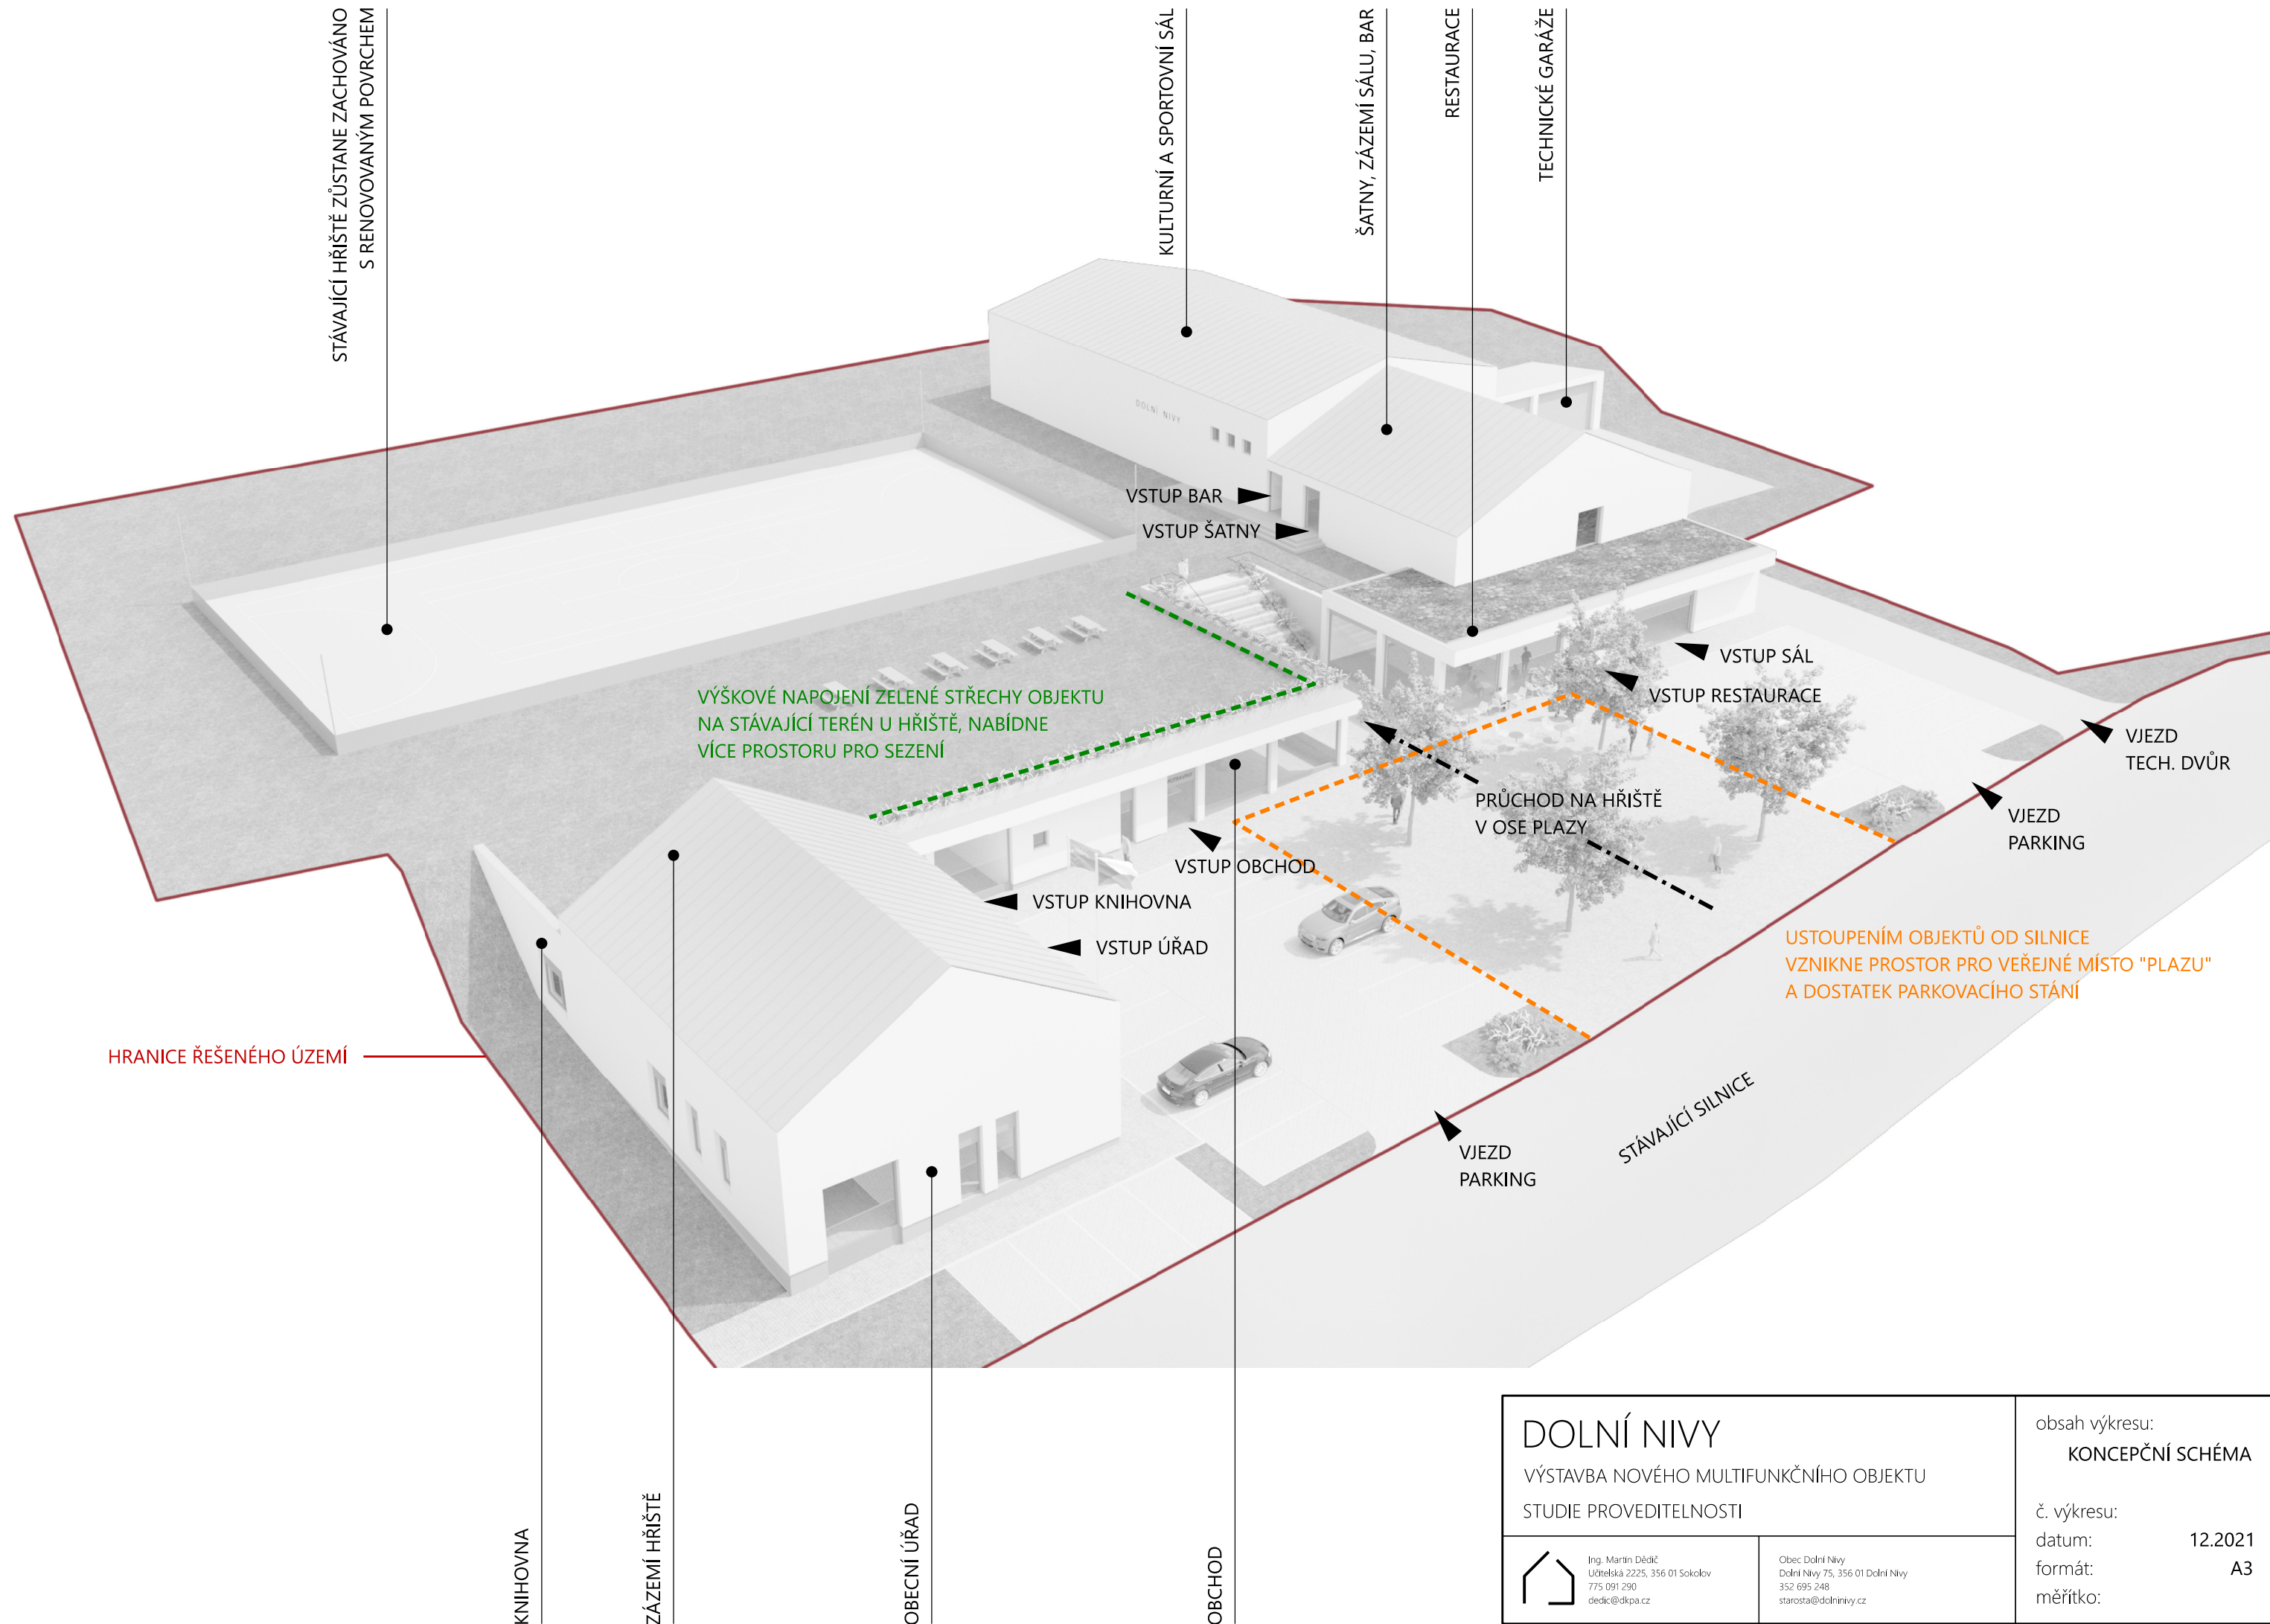 STÁVAJÍCÍ HŘIŠTĚ ZŮSTANE ZACHOVÁNO
S RENOVOVANÝM POVRCHEM
KULTURNÍ A SPORTOVNÍ SÁL
ŠATNY, ZÁZEMÍ SÁLU, BAR
RESTAURACE
TECHNICKÉ GARÁŽE
DOLNÍ NIVY
VSTUP BAR
VSTUP ŠATNY
VSTUP SÁL
VSTUP RESTAURACE
VÝŠKOVÉ NAPOJENÍ ZELENÉ STŘECHY OBJEKTU
NA STÁVAJÍCÍ TERÉN U HŘIŠTĚ, NABÍDNE
VÍCE PROSTORU PRO SEZENÍ
VJEZD
TECH. DVŮR
PRŮCHOD NA HŘIŠTĚ
V OSE PLAZY
VJEZD
PARKING
VSTUP OBCHOD
VSTUP KNIHOVNA
VSTUP ÚŘAD
USTOUPENÍM OBJEKTŮ OD SILNICE
VZNIKNE PROSTOR PRO VEŘEJNÉ MÍSTO "PLAZU"
A DOSTATEK PARKOVACÍHO STÁNÍ
HRANICE ŘEŠENÉHO ÚZEMÍ
STÁVAJÍCÍ SILNICE
VJEZD
PARKING
KNIHOVNA
ZÁZEMÍ HŘIŠTĚ
OBECNÍ ÚŘAD
OBCHOD
DOLNÍ NIVY
VÝSTAVBA NOVÉHO MULTIFUNKČNÍHO OBJEKTU
STUDIE PROVEDITELNOSTI
Ing. Martin Dědič
Učitelská 2225, 356 01 Sokolov
775 091 290
dedic@dkpa.cz
Obec Dolní Nivy
Dolní Nivy 75, 356 01 Dolní Nivy
352 695 248
starosta@dolninivy.cz
obsah výkresu:
KONCEPČNÍ SCHÉMA
č. výkresu:
datum: 12.2021
formát: A3
měřítko: